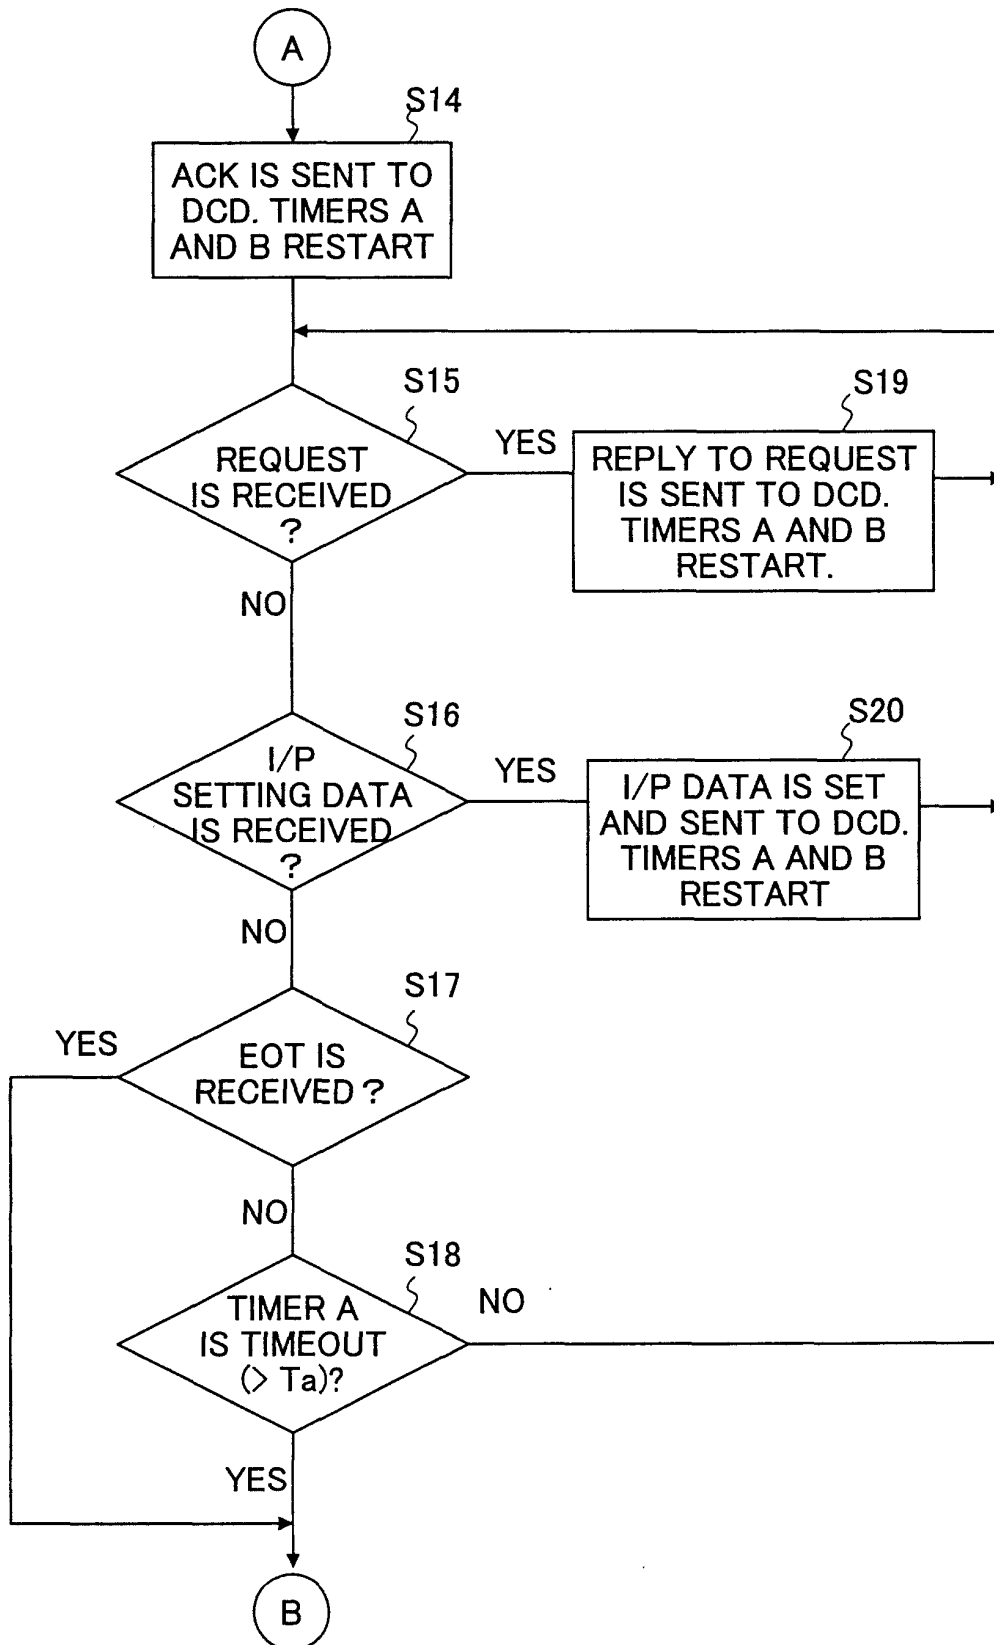 A
S14
ACK IS SENT TO
DCD. TIMERS A
AND B RESTART
S15
REQUEST
IS RECEIVED
?
YES
NO
S19
REPLY TO REQUEST
IS SENT TO DCD.
TIMERS A AND B
RESTART.
S16
I/P
SETTING DATA
IS RECEIVED
?
YES
NO
S20
I/P DATA IS SET
AND SENT TO DCD.
TIMERS A AND B
RESTART
S17
EOT IS
RECEIVED ?
YES
NO
S18
TIMER A
IS TIMEOUT
(> Ta)?
NO
YES
B